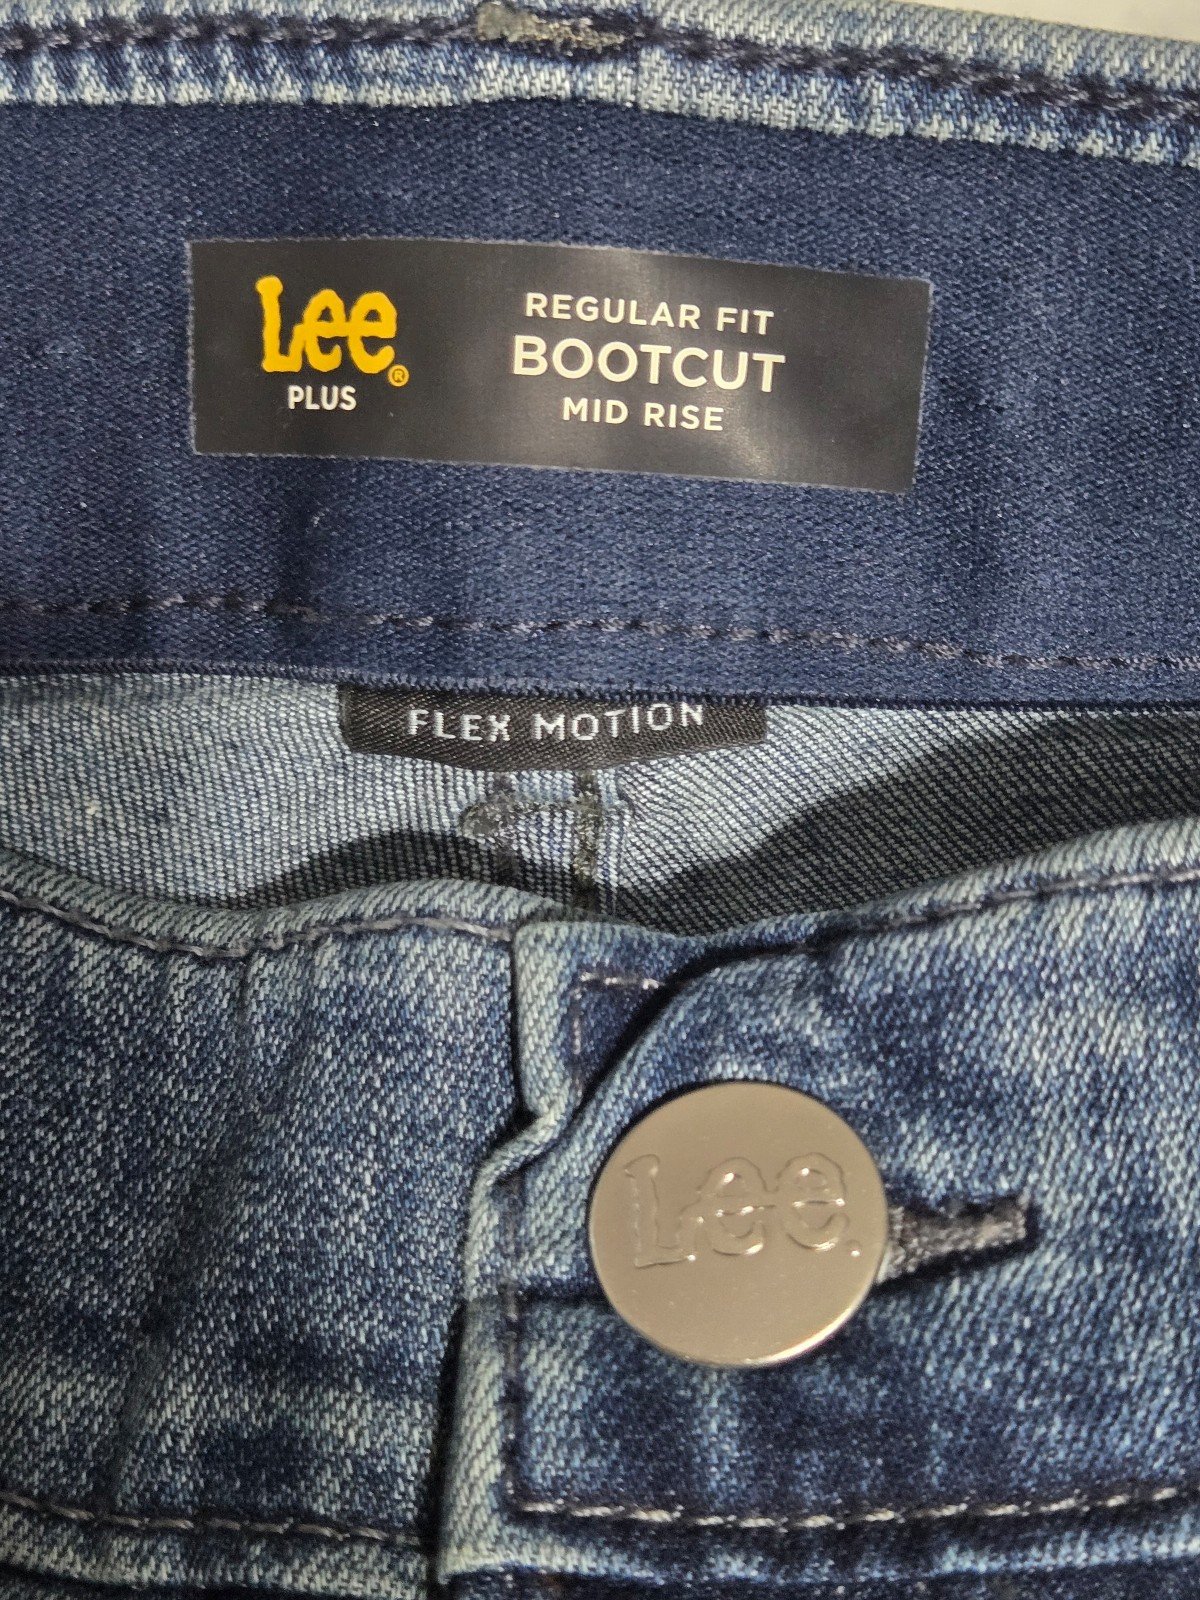 Lee®
PLUS
REGULAR FIT
BOOTCUT
MID RISE
FLEX MOTION
Lee.